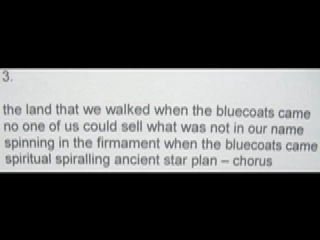 3.
the land that we walked when the bluecoats came
no one of us could sell what was not in our name
spinning in the firmament when the bluecoats came
spiritual spiralling ancient star plan – chorus